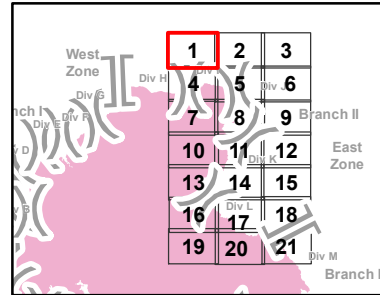 1 2 3
West
Zone
Div H
4 5 6
Div J
Div G
nch I
Div F
Div E
7 8 9
Branch II
v D
10 11 12
East
Zone
Div K
13 14 15
Div L
16 17 18
19 20 21
Div M
Branch I